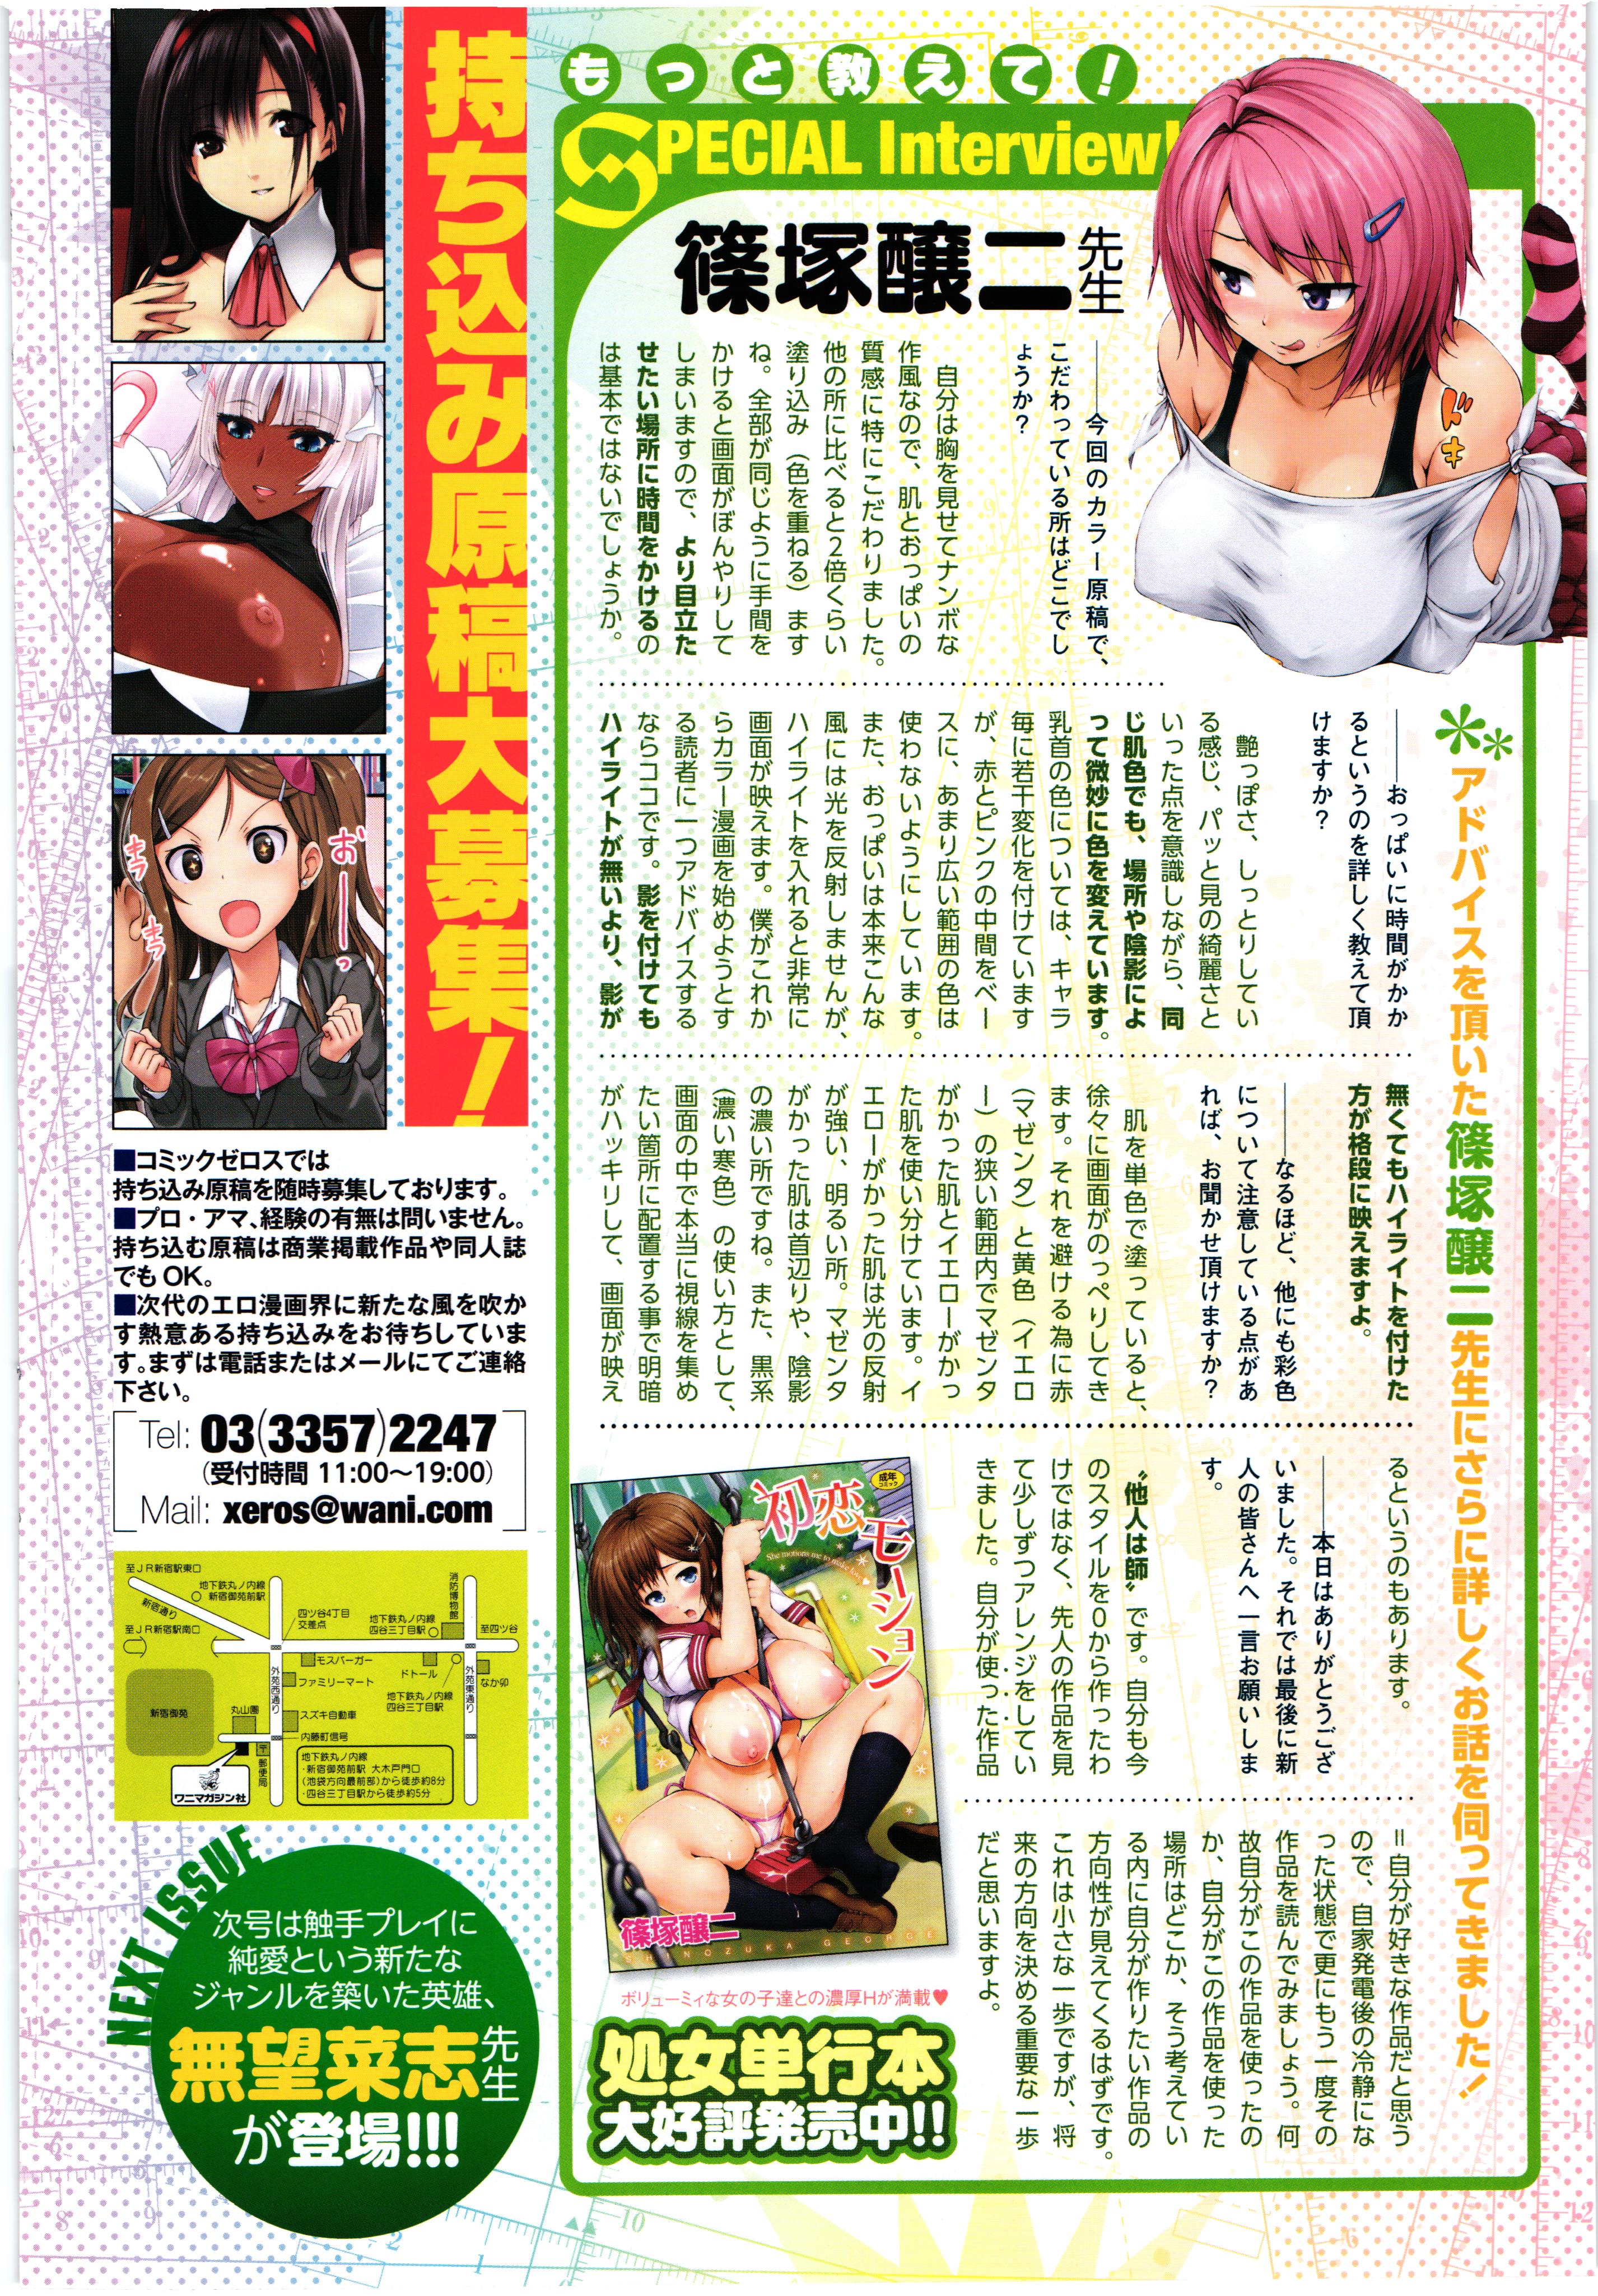 もっと教えて！
SPECIAL Interview!
篠塚醸二先生
アドバイスを頂いた篠塚醸二先生にさらに詳しくお話を伺ってきました！
――今回のカラー原稿で、
こだわっている所はどこでし
ょうか？
自分は胸を見せてナンボな
作風なので、肌とおっぱいの
質感に特にこだわりました。
他の所に比べると2倍くらい
塗り込み（色を重ねる）ます
ね。全部が同じように手間を
かけると画面がぼんやりして
しまいますので、より目立た
せたい場所に時間をかけるの
は基本ではないでしょうか。
ドキ
――おっぱいに時間がかか
るというのを詳しく教えて頂
けますか？
艶っぽさ、しっとりしてい
る感じ、パッと見の綺麗さと
いった点を意識しながら、同
じ肌色でも、場所や陰影によ
って微妙に色を変えています。
乳首の色については、キャラ
毎に若干変化を付けています
が、赤とピンクの中間をベー
スに、あまり広い範囲の色は
使わないようにしています。
また、おっぱいは本来こんな
風には光を反射しませんが、
ハイライトを入れると非常に
画面が映えます。僕がこれか
らカラー漫画を始めようとす
る読者に一つアドバイスする
ならココです。影を付けても
ハイライトが無いより、影が
無くてもハイライトを付けた
方が格段に映えますよ。
――なるほど、他にも彩色
について注意している点があ
れば、お聞かせ頂けますか？
肌を単色で塗っていると、
徐々に画面がのっぺりしてき
ます。それを避ける為に赤
（マゼンタ）と黄色（イエロ
ー）の狭い範囲内でマゼンタ
がかった肌とイエローがかっ
た肌を使い分けています。イ
エローがかった肌は光の反射
が強い、明るい所。マゼンタ
がかった肌は首辺りや、陰影
の濃い所ですね。また、黒系
（濃い寒色）の使い方として、
画面の中で本当に視線を集め
たい箇所に配置する事で明暗
がハッキリして、画面が映え
るというのもあります。
――本日はありがとうござ
いました。それでは最後に新
人の皆さんへ一言お願いしま
す。
〝他人は師〟です。自分も今
のスタイルを0から作ったわ
けではなく、先人の作品を見
て少しずつアレンジをしてい
きました。自分が使った作品
＝自分が好きな作品だと思う
ので、自家発電後の冷静にな
った状態で更にもう一度その
作品を読んでみましょう。何
故自分がこの作品を使ったの
か、自分がこの作品を使った
場所はどこか、そう考えてい
る内に自分が作りたい作品の
方向性が見えてくるはずです。
これは小さな一歩ですが、将
来の方向を決める重要な一歩
だと思いますよ。
成年
コミック
初恋モーション
She motions me to make love♥
篠塚醸二
SHINOZUKA GEORGE
ボリューミィな女の子達との濃厚Hが満載♥
処女単行本
大好評発売中!!
持ち込み原稿大募集！
おーーっ
キラ
キラ
■コミックゼロスでは
持ち込み原稿を随時募集しております。
■プロ・アマ、経験の有無は問いません。
持ち込む原稿は商業掲載作品や同人誌
でもOK。
■次代のエロ漫画界に新たな風を吹か
す熱意ある持ち込みをお待ちしていま
す。まずは電話またはメールにてご連絡
下さい。
Tel: 03(3357)2247
（受付時間 11:00～19:00）
Mail: xeros@wani.com
至JR新宿駅東口
地下鉄丸ノ内線
新宿御苑前駅
新宿通り
四ツ谷4丁目
交差点
地下鉄丸ノ内線
四谷三丁目駅
消防博物館
至四ツ谷
至JR新宿駅南口
モスバーガー
ファミリーマート
ドトール
なか卯
地下鉄丸ノ内線
四谷三丁目駅
外苑西通り
外苑東通り
新宿御苑
丸山園
スズキ自動車
内藤町信号
〒郵便局
ワニマガジン社
地下鉄丸ノ内線
・新宿御苑前駅 大木戸門口
（池袋方向最前部）から徒歩約8分
・四谷三丁目駅から徒歩約5分
NEXT ISSUE
次号は触手プレイに
純愛という新たな
ジャンルを築いた英雄、
無望菜志先生
が登場!!!